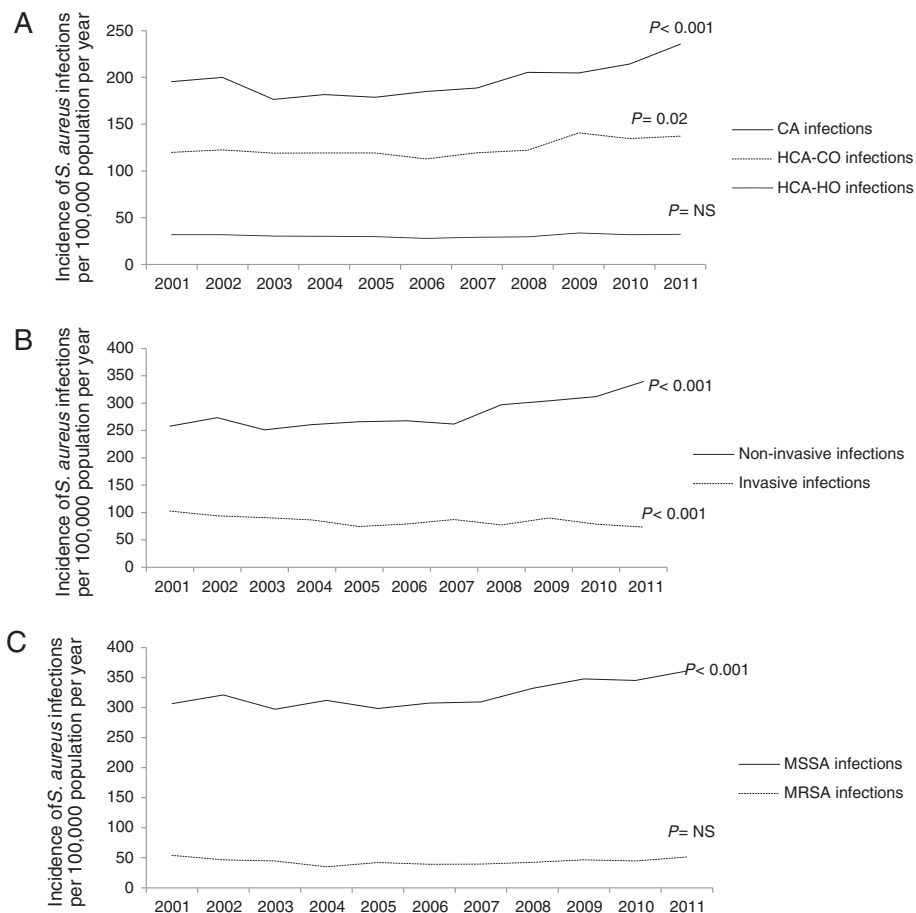 A
Incidence of S. aureus infections
per 100,000 population per year
250
200
150
100
50
0
2001 2002 2003 2004 2005 2006 2007 2008 2009 2010 2011
P< 0.001
P= 0.02
P= NS
CA infections
HCA-CO infections
HCA-HO infections
B
Incidence of S. aureus infections
per 100,000 population per year
400
350
300
250
200
150
100
50
0
2001 2002 2003 2004 2005 2006 2007 2008 2009 2010 2011
P< 0.001
P< 0.001
Non-invasive infections
Invasive infections
C
Incidence of S. aureus infections
per 100,000 population per year
400
350
300
250
200
150
100
50
0
2001 2002 2003 2004 2005 2006 2007 2008 2009 2010 2011
P< 0.001
P= NS
MSSA infections
MRSA infections